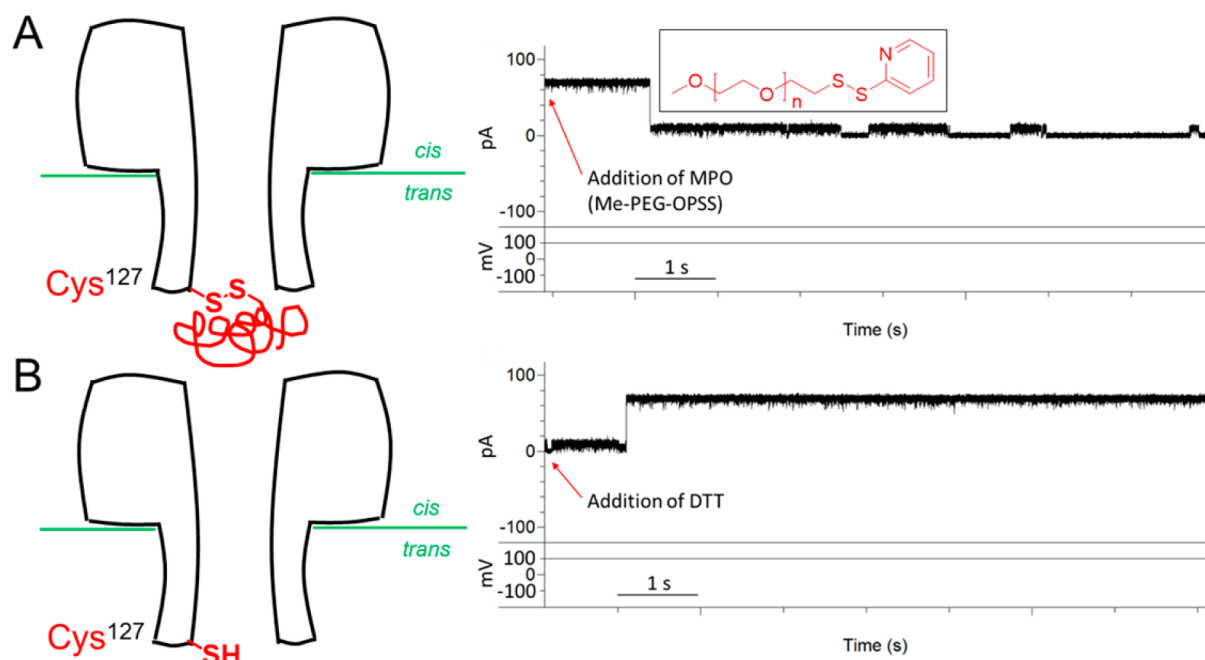 A
cis
trans
Cys127
S
S
100
0
-100
pA
O
O
n
S
S
N
Addition of MPO
(Me-PEG-OPSS)
100
0
-100
mV
1 s
Time (s)
B
cis
trans
Cys127
SH
100
0
-100
pA
Addition of DTT
100
0
-100
mV
1 s
Time (s)